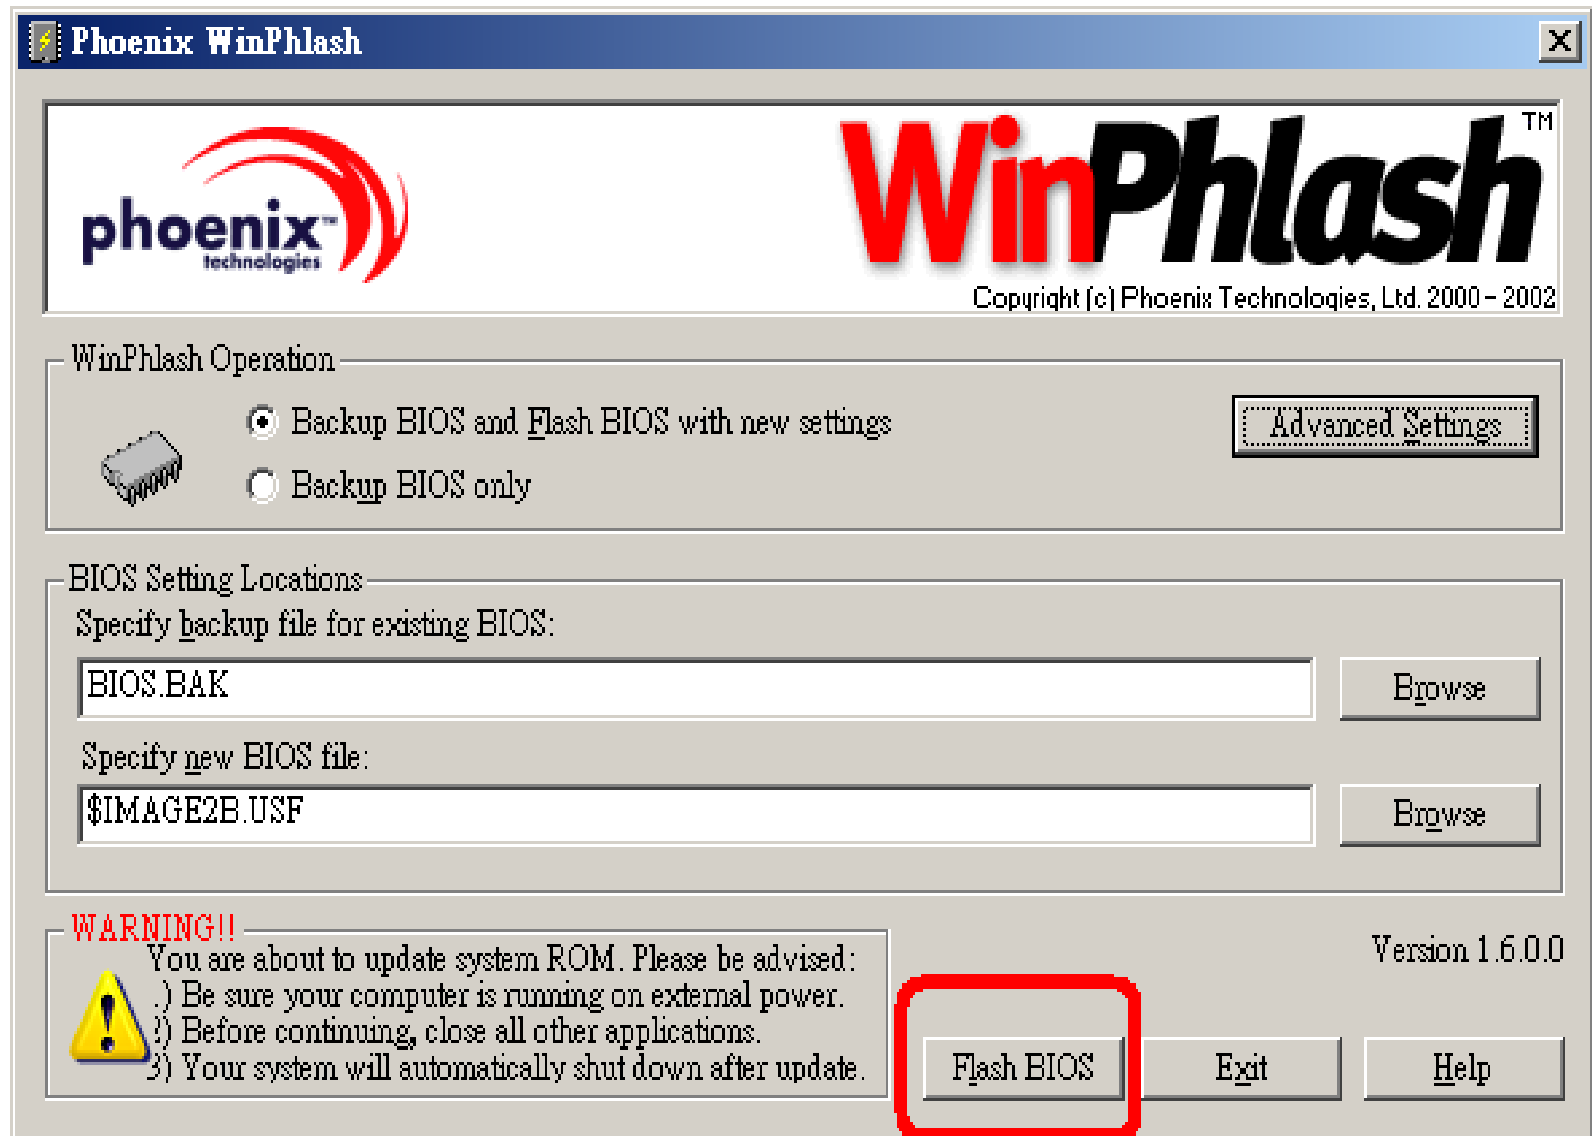 Phoenix WinPhlash
phoenix™
technologies
WinPhlash™
Copyright (c) Phoenix Technologies, Ltd. 2000 - 2002
WinPhlash Operation
Backup BIOS and Flash BIOS with new settings
Advanced Settings
Backup BIOS only
BIOS Setting Locations
Specify backup file for existing BIOS:
BIOS.BAK
Browse
Specify new BIOS file:
$IMAGE2B.USF
Browse
WARNING!!
You are about to update system ROM. Please be advised:
.) Be sure your computer is running on external power.
2) Before continuing, close all other applications.
3) Your system will automatically shut down after update.
Version 1.6.0.0
Flash BIOS
Exit
Help